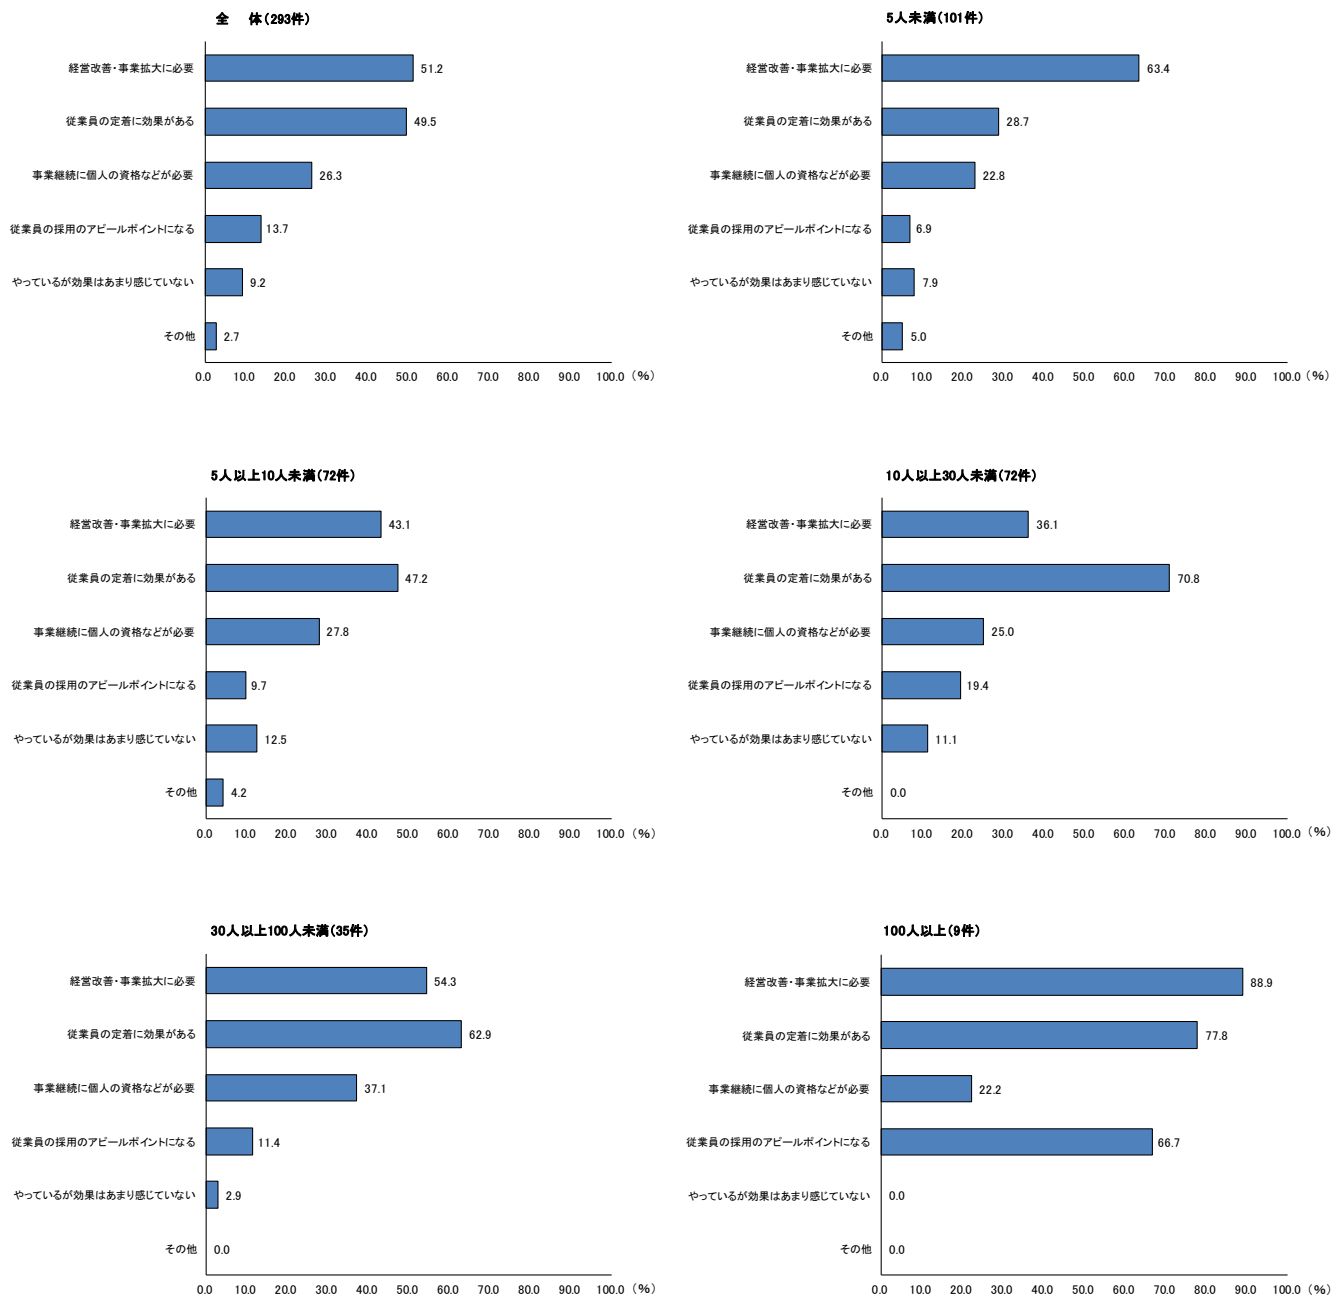 全　体(293件)
経営改善・事業拡大に必要 51.2
従業員の定着に効果がある 49.5
事業継続に個人の資格などが必要 26.3
従業員の採用のアピールポイントになる 13.7
やっているが効果はあまり感じていない 9.2
その他 2.7
0.0 10.0 20.0 30.0 40.0 50.0 60.0 70.0 80.0 90.0 100.0 (%)
5人未満(101件)
経営改善・事業拡大に必要 63.4
従業員の定着に効果がある 28.7
事業継続に個人の資格などが必要 22.8
従業員の採用のアピールポイントになる 6.9
やっているが効果はあまり感じていない 7.9
その他 5.0
0.0 10.0 20.0 30.0 40.0 50.0 60.0 70.0 80.0 90.0 100.0 (%)
5人以上10人未満(72件)
経営改善・事業拡大に必要 43.1
従業員の定着に効果がある 47.2
事業継続に個人の資格などが必要 27.8
従業員の採用のアピールポイントになる 9.7
やっているが効果はあまり感じていない 12.5
その他 4.2
0.0 10.0 20.0 30.0 40.0 50.0 60.0 70.0 80.0 90.0 100.0 (%)
10人以上30人未満(72件)
経営改善・事業拡大に必要 36.1
従業員の定着に効果がある 70.8
事業継続に個人の資格などが必要 25.0
従業員の採用のアピールポイントになる 19.4
やっているが効果はあまり感じていない 11.1
その他 0.0
0.0 10.0 20.0 30.0 40.0 50.0 60.0 70.0 80.0 90.0 100.0 (%)
30人以上100人未満(35件)
経営改善・事業拡大に必要 54.3
従業員の定着に効果がある 62.9
事業継続に個人の資格などが必要 37.1
従業員の採用のアピールポイントになる 11.4
やっているが効果はあまり感じていない 2.9
その他 0.0
0.0 10.0 20.0 30.0 40.0 50.0 60.0 70.0 80.0 90.0 100.0 (%)
100人以上(9件)
経営改善・事業拡大に必要 88.9
従業員の定着に効果がある 77.8
事業継続に個人の資格などが必要 22.2
従業員の採用のアピールポイントになる 66.7
やっているが効果はあまり感じていない 0.0
その他 0.0
0.0 10.0 20.0 30.0 40.0 50.0 60.0 70.0 80.0 90.0 100.0 (%)